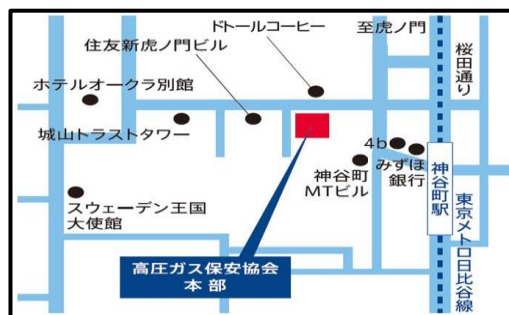 ドトールコーヒー
至虎ノ門
住友新虎ノ門ビル
桜田通り
ホテルオークラ別館
城山トラストタワー
4b
みずほ
銀行
神谷町
MTビル
神谷町駅
スウェーデン王国
大使館
東京メトロ日比谷線
高圧ガス保安協会
本部